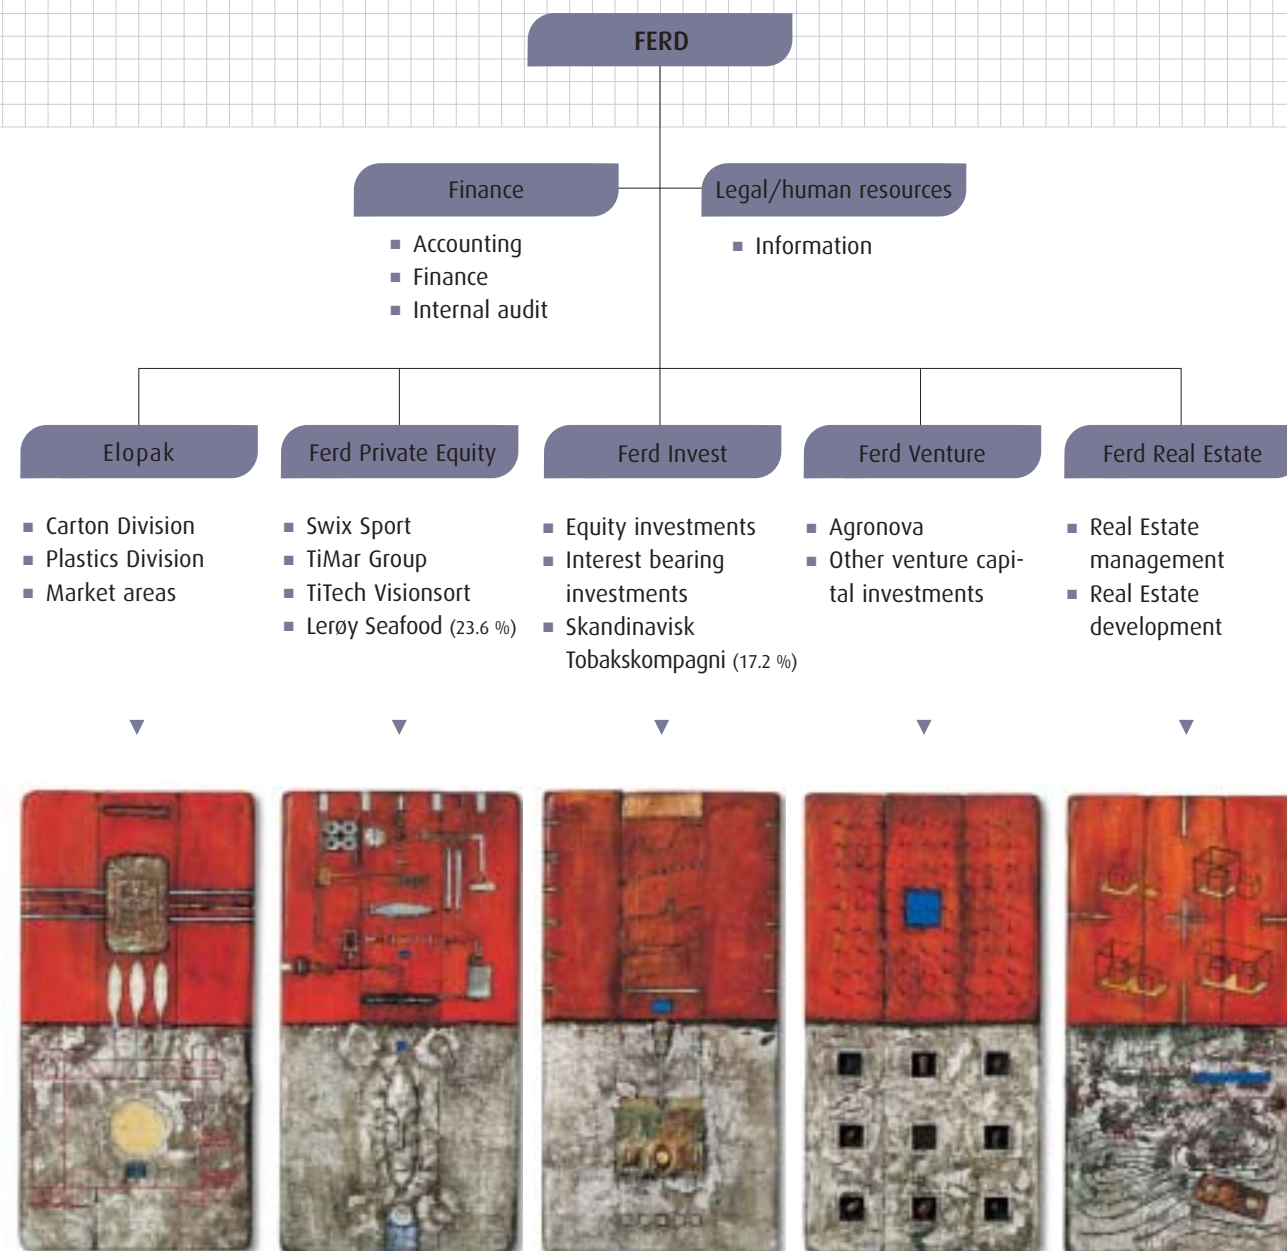 FERD
Finance
Legal/human resources
■ Accounting
■ Finance
■ Internal audit
■ Information
Elopak
Ferd Private Equity
Ferd Invest
Ferd Venture
Ferd Real Estate
■ Carton Division
■ Plastics Division
■ Market areas
■ Swix Sport
■ TiMar Group
■ TiTech Visionsort
■ Lerøy Seafood (23.6 %)
■ Equity investments
■ Interest bearing
investments
■ Skandinavisk
Tobakskompagni (17.2 %)
■ Agronova
■ Other venture capi-
tal investments
■ Real Estate
management
■ Real Estate
development